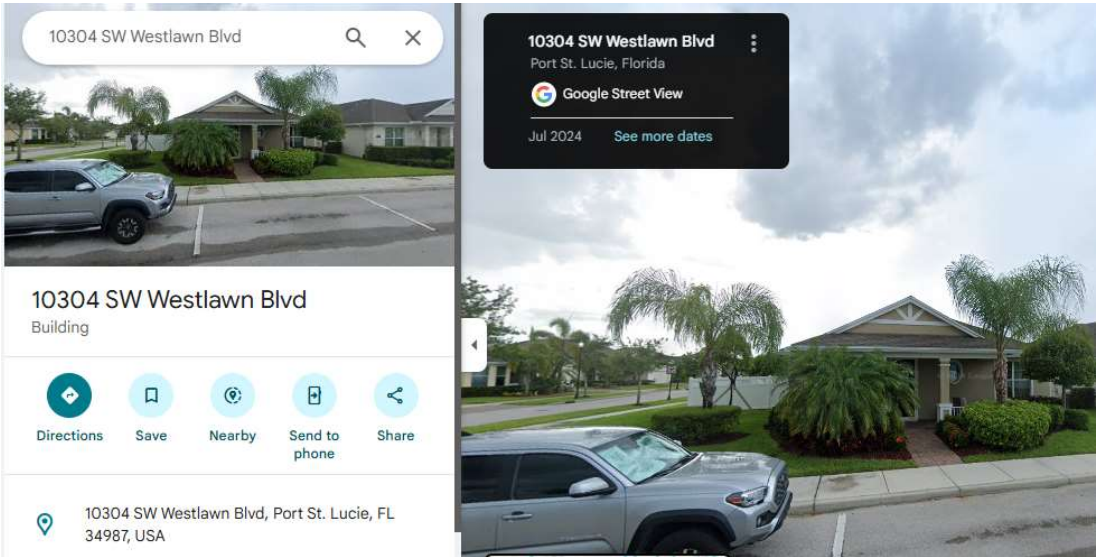 10304 SW Westlawn Blvd
10304 SW Westlawn Blvd
Building
Directions
Save
Nearby
Send to
phone
Share
10304 SW Westlawn Blvd, Port St. Lucie, FL
34987, USA
10304 SW Westlawn Blvd
Port St. Lucie, Florida
Google Street View
Jul 2024 See more dates